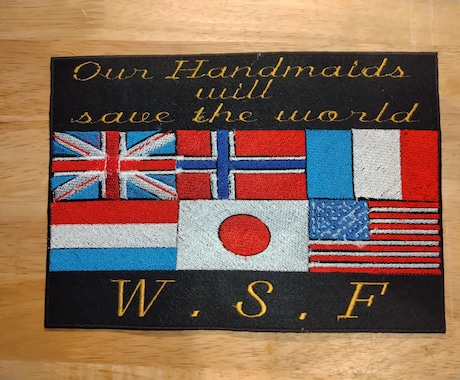 Our Handmaids
will
save the world
W.S.F